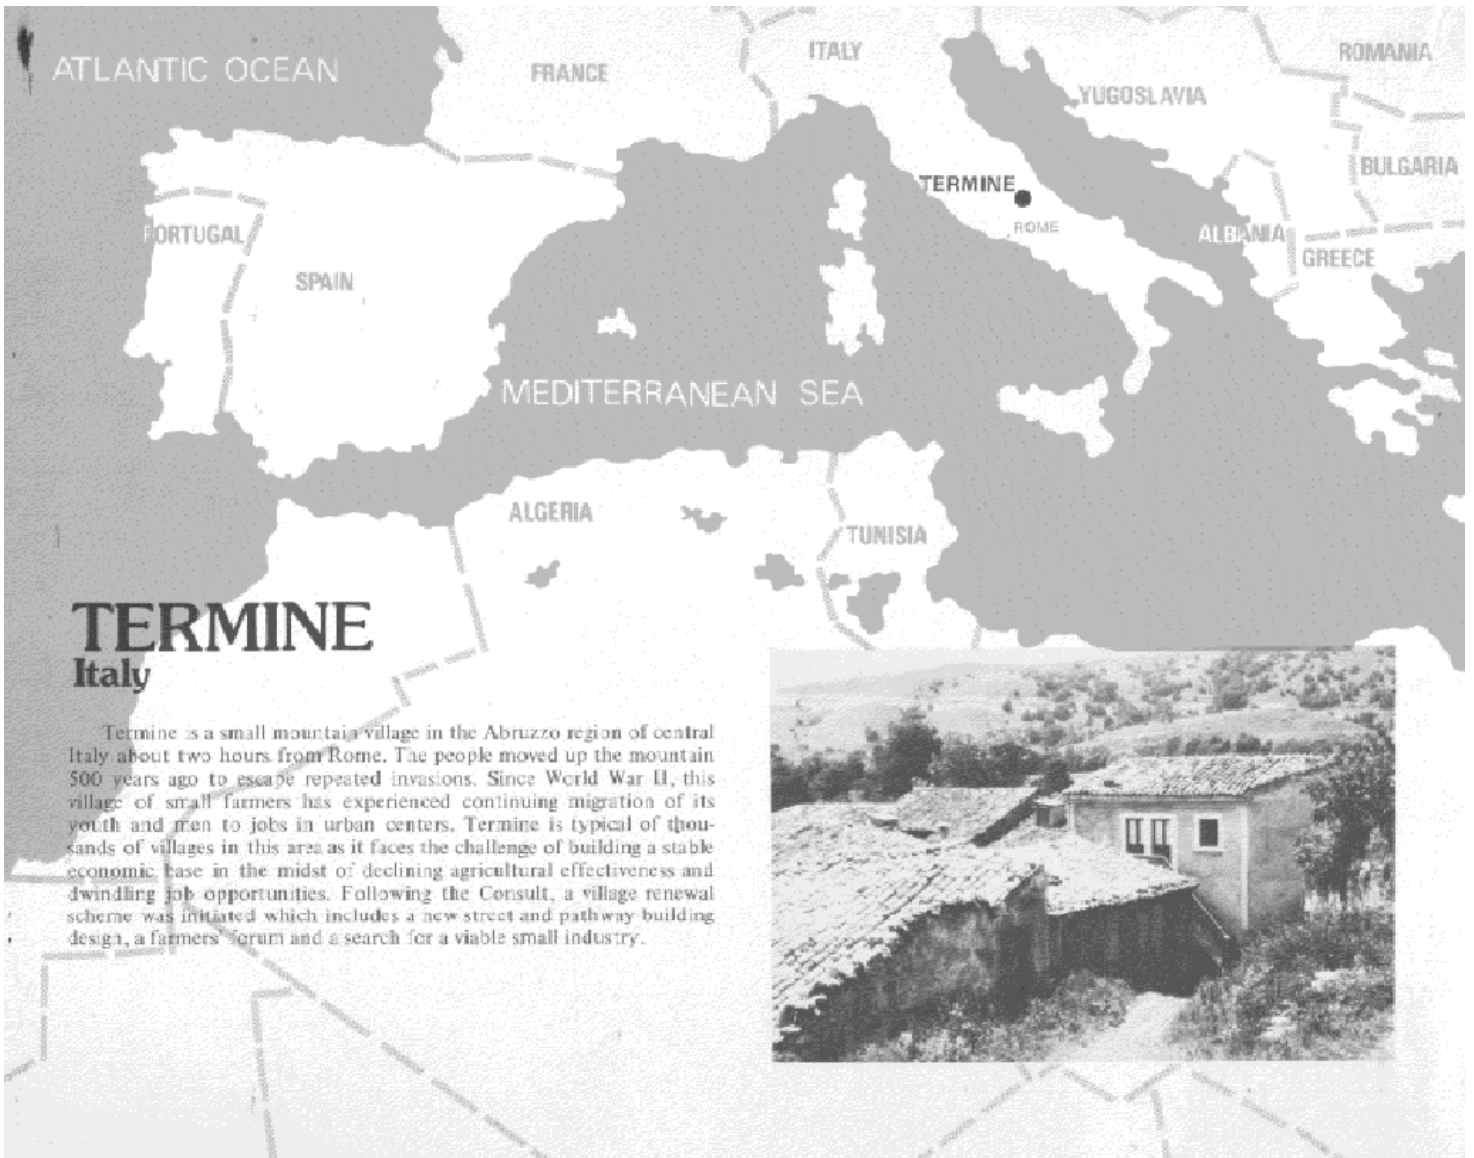 ATLANTIC OCEAN
FRANCE
ITALY
ROMANIA
YUGOSLAVIA
BULGARIA
TERMINE
ROME
PORTUGAL
SPAIN
ALBANIA
GREECE
MEDITERRANEAN SEA
ALGERIA
TUNISIA
TERMINE
Italy
Termine is a small mountain village in the Abruzzo region of central
Italy about two hours from Rome. The people moved up the mountain
500 years ago to escape repeated invasions. Since World War II, this
village of small farmers has experienced continuing migration of its
youth and men to jobs in urban centers. Termine is typical of thou-
sands of villages in this area as it faces the challenge of building a stable
economic base in the midst of declining agricultural effectiveness and
dwindling job opportunities. Following the Consult, a village renewal
scheme was initiated which includes a new street and pathway building
design, a farmers' forum and a search for a viable small industry.